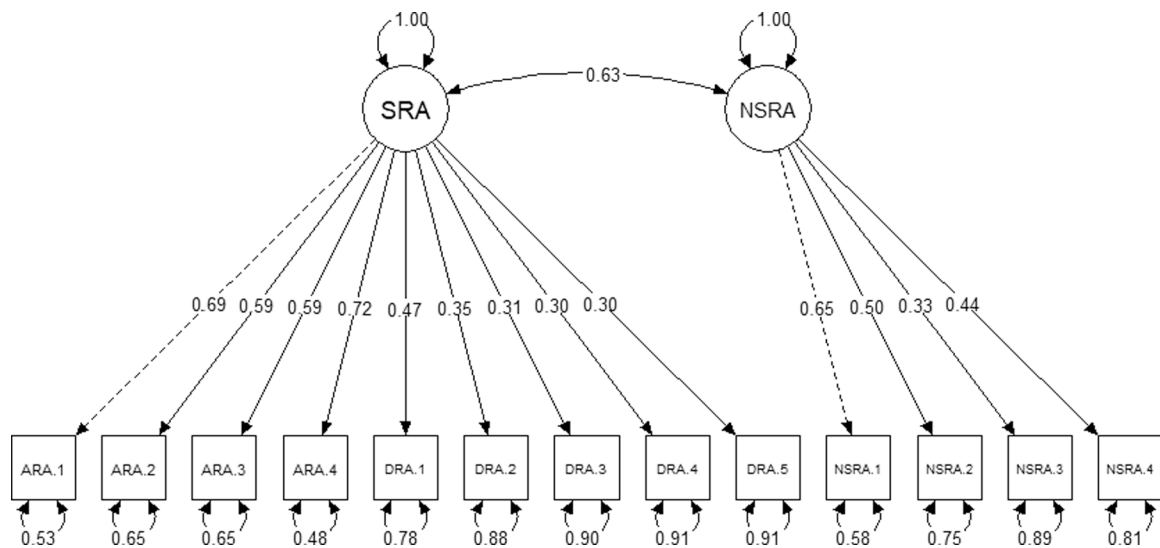 1.00 1.00
0.63
SRA NSRA
0.69 0.59 0.59 0.72 0.47 0.35 0.31 0.30 0.30 0.65 0.50 0.33 0.44
ARA.1 ARA.2 ARA.3 ARA.4 DRA.1 DRA.2 DRA.3 DRA.4 DRA.5 NSRA.1 NSRA.2 NSRA.3 NSRA.4
0.53 0.65 0.65 0.48 0.78 0.88 0.90 0.91 0.91 0.58 0.75 0.89 0.81